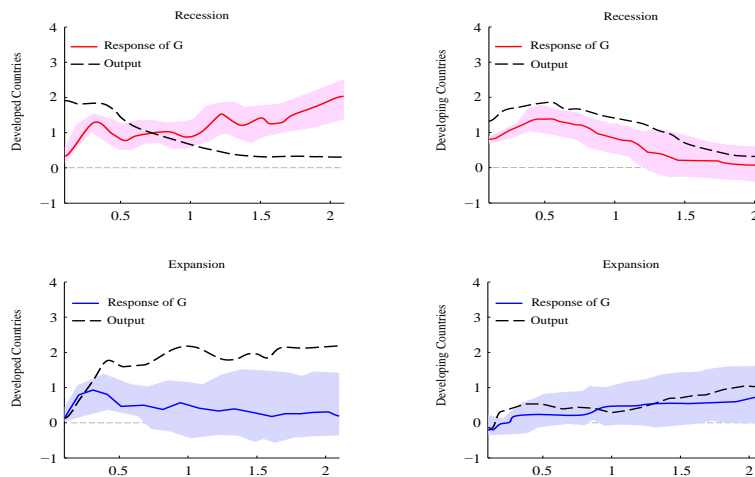 Recession
4
3
2
1
0
−1
Developed Countries
Response of G
Output
0.5
1
1.5
2
Recession
4
3
2
1
0
−1
Developing Countries
Response of G
Output
0.5
1
1.5
2
Expansion
4
3
2
1
0
−1
Developed Countries
Response of G
Output
0.5
1
1.5
2
Expansion
4
3
2
1
0
−1
Developing Countries
Response of G
Output
0.5
1
1.5
2